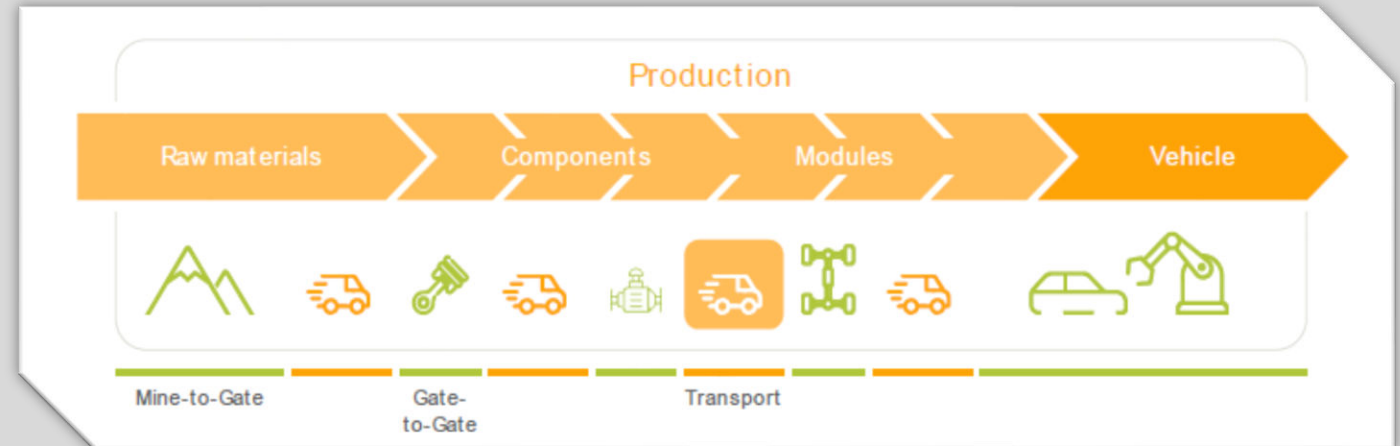 Production
Raw materials
Components
Modules
Vehicle
Mine-to-Gate
Gate-
to-Gate
Transport